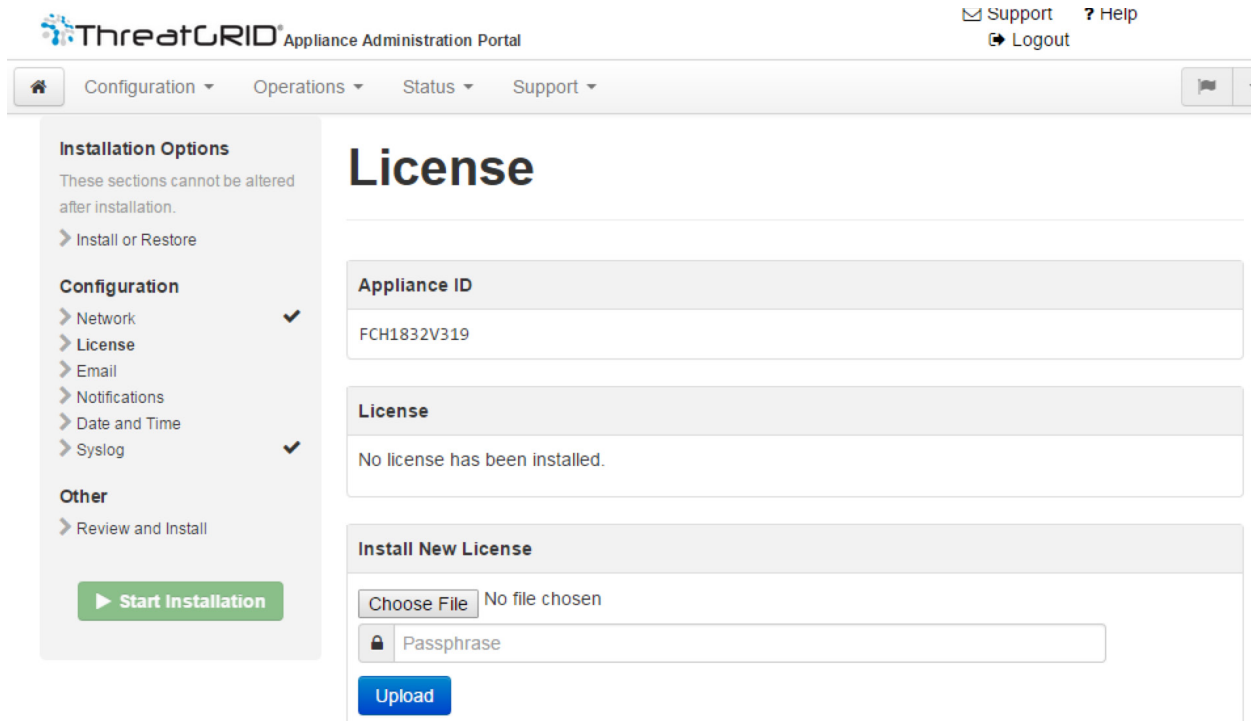 ThreatGRID® Appliance Administration Portal
Support ? Help
Logout
Configuration Operations Status Support
Installation Options
These sections cannot be altered
after installation.
Install or Restore
Configuration
Network
License
Email
Notifications
Date and Time
Syslog
Other
Review and Install
Start Installation
License
Appliance ID
FCH1832V319
License
No license has been installed.
Install New License
Choose File No file chosen
Passphrase
Upload